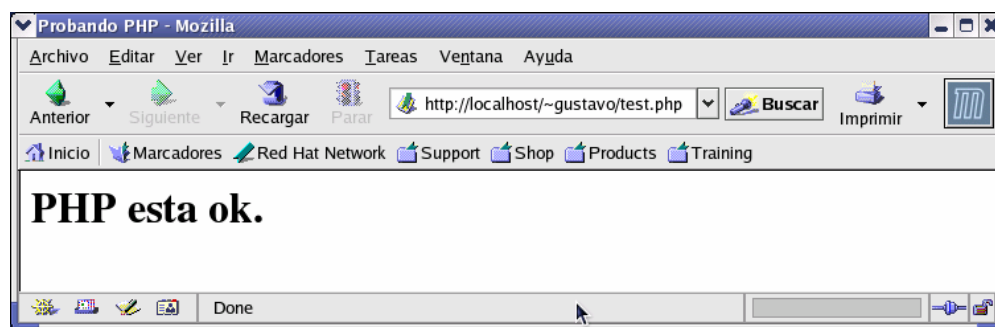 Probando PHP - Mozilla
Archivo Editar Ver Ir Marcadores Tareas Ventana Ayuda
Anterior Siguiente Recargar Parar http://localhost/~gustavo/test.php Buscar Imprimir
Inicio Marcadores Red Hat Network Support Shop Products Training
PHP esta ok.
Done